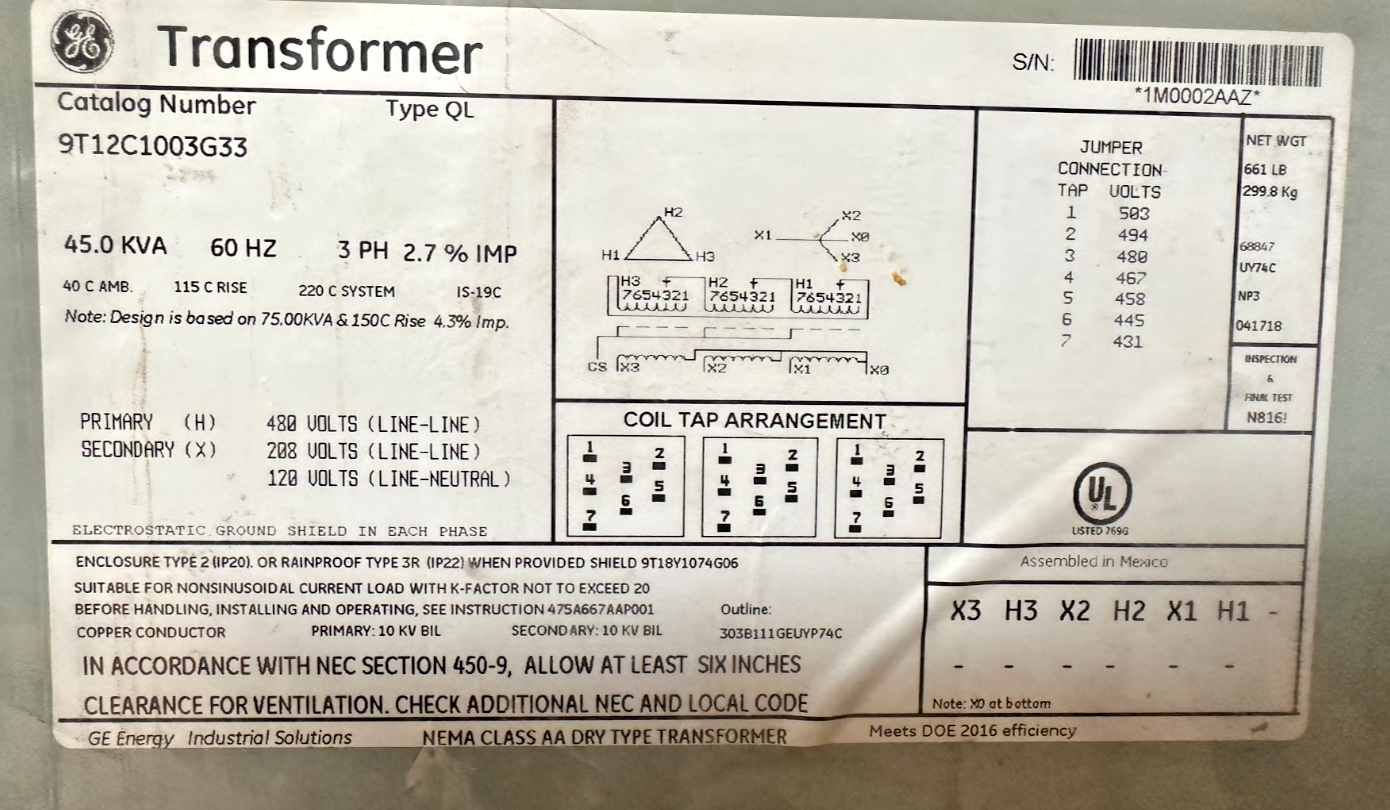 GE Transformer
S/N:
*1M0002AAZ*
Catalog Number Type QL
9T12C1003G33
45.0 KVA 60 HZ 3 PH 2.7 % IMP
40 C AMB. 115 C RISE 220 C SYSTEM IS-19C
Note: Design is based on 75.00KVA & 150C Rise 4.3% Imp.
PRIMARY (H) 480 VOLTS (LINE-LINE)
SECONDARY (X) 208 VOLTS (LINE-LINE)
120 VOLTS (LINE-NEUTRAL)
ELECTROSTATIC GROUND SHIELD IN EACH PHASE
H2 X2
X1 X0
H1 H3 X3
H3 + H2 + H1 +
7654321 7654321 7654321
CS X3 X2 X1 X0
COIL TAP ARRANGEMENT
1 2 1 2 1 2
3 3 3
4 5 4 5 4 5
6 6 6
7 7 7
JUMPER
CONNECTION
TAP VOLTS
1 503
2 494
3 480
4 467
5 458
6 445
7 431
NET WGT
661 LB
299.8 Kg
68847
UY74C
NP3
041718
INSPECTION
&
FINAL TEST
UL
®
LISTED 769G
ENCLOSURE TYPE 2 (IP20). OR RAINPROOF TYPE 3R (IP22) WHEN PROVIDED SHIELD 9T18Y1074G06
SUITABLE FOR NONSINUSOIDAL CURRENT LOAD WITH K-FACTOR NOT TO EXCEED 20
BEFORE HANDLING, INSTALLING AND OPERATING, SEE INSTRUCTION 475A667AAP001 Outline:
COPPER CONDUCTOR PRIMARY: 10 KV BIL SECONDARY: 10 KV BIL 303B111GEUYP74C
IN ACCORDANCE WITH NEC SECTION 450-9, ALLOW AT LEAST SIX INCHES
CLEARANCE FOR VENTILATION. CHECK ADDITIONAL NEC AND LOCAL CODE
Assembled in Mexico
X3 H3 X2 H2 X1 H1 -
- - - - - -
Note: X0 at bottom
GE Energy Industrial Solutions NEMA CLASS AA DRY TYPE TRANSFORMER Meets DOE 2016 efficiency